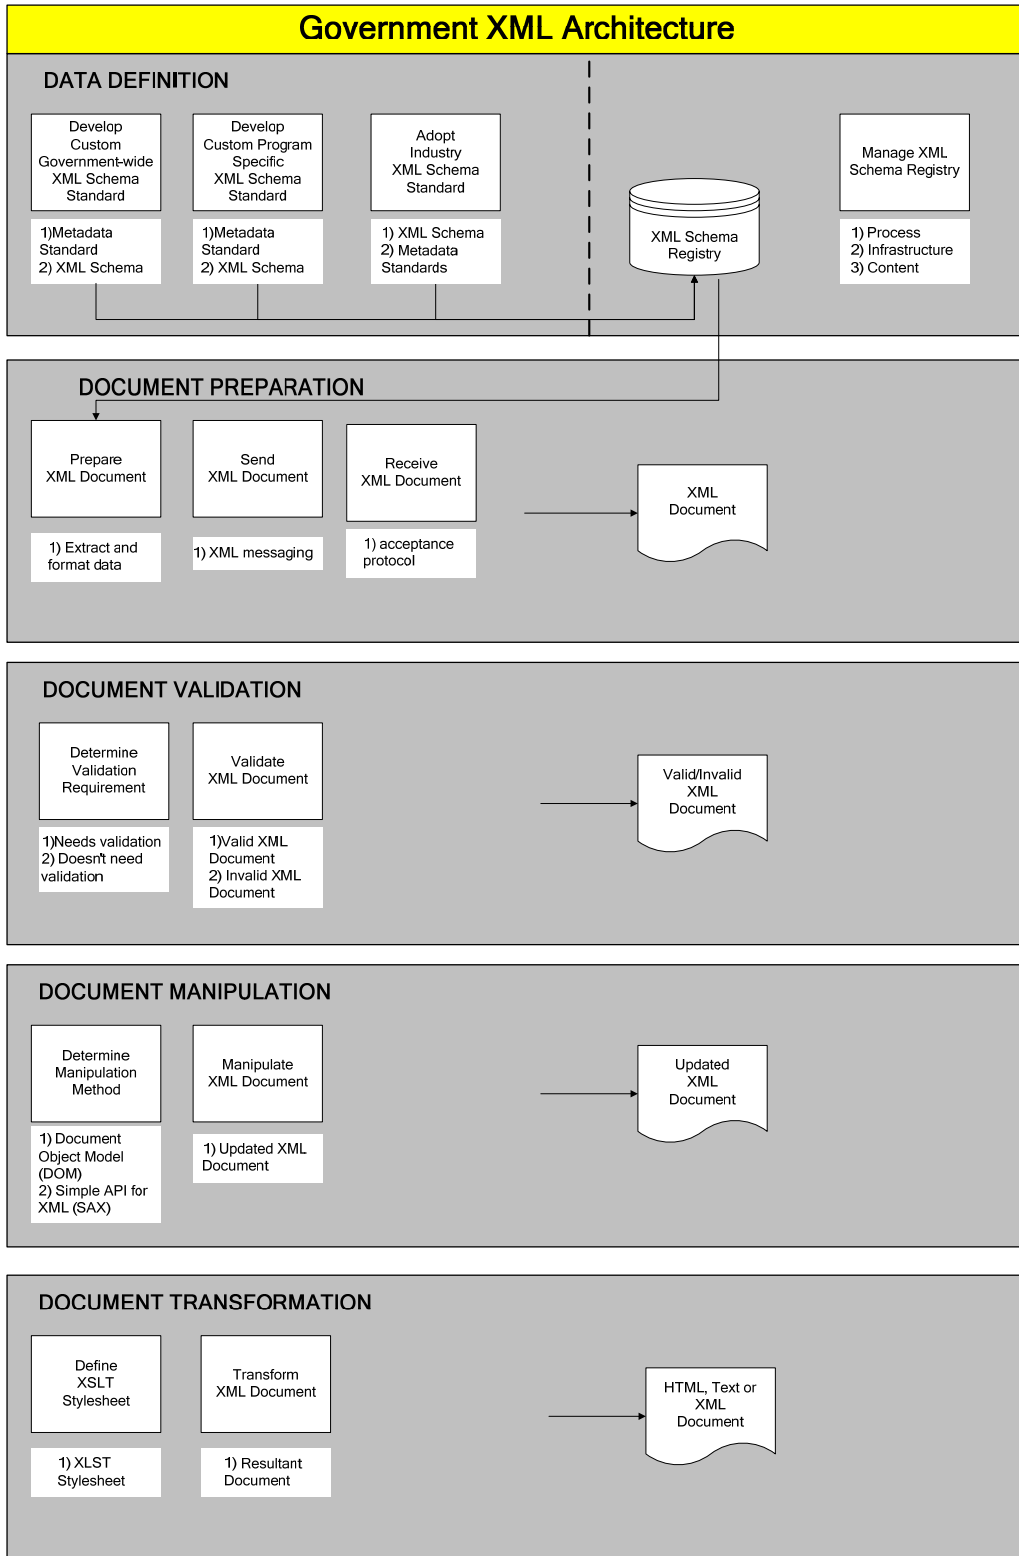 Government XML Architecture
DATA DEFINITION
Develop
Custom
Government-wide
XML Schema
Standard
Develop
Custom Program
Specific
XML Schema
Standard
Adopt
Industry
XML Schema
Standard
Manage XML
Schema Registry
XML Schema
Registry
1)Metadata
Standard
2) XML Schema
1)Metadata
Standard
2) XML Schema
1) XML Schema
2) Metadata
Standards
1) Process
2) Infrastructure
3) Content
DOCUMENT PREPARATION
Prepare
XML Document
Send
XML Document
Receive
XML Document
XML
Document
1) Extract and
format data
1) XML messaging
1) acceptance
protocol
DOCUMENT VALIDATION
Determine
Validation
Requirement
Validate
XML Document
Valid/Invalid
XML
Document
1)Needs validation
2) Doesn't need
validation
1)Valid XML
Document
2) Invalid XML
Document
DOCUMENT MANIPULATION
Determine
Manipulation
Method
Manipulate
XML Document
Updated
XML
Document
1) Document
Object Model
(DOM)
2) Simple API for
XML (SAX)
1) Updated XML
Document
DOCUMENT TRANSFORMATION
Define
XSLT
Stylesheet
Transform
XML Document
HTML, Text or
XML
Document
1) XLST
Stylesheet
1) Resultant
Document